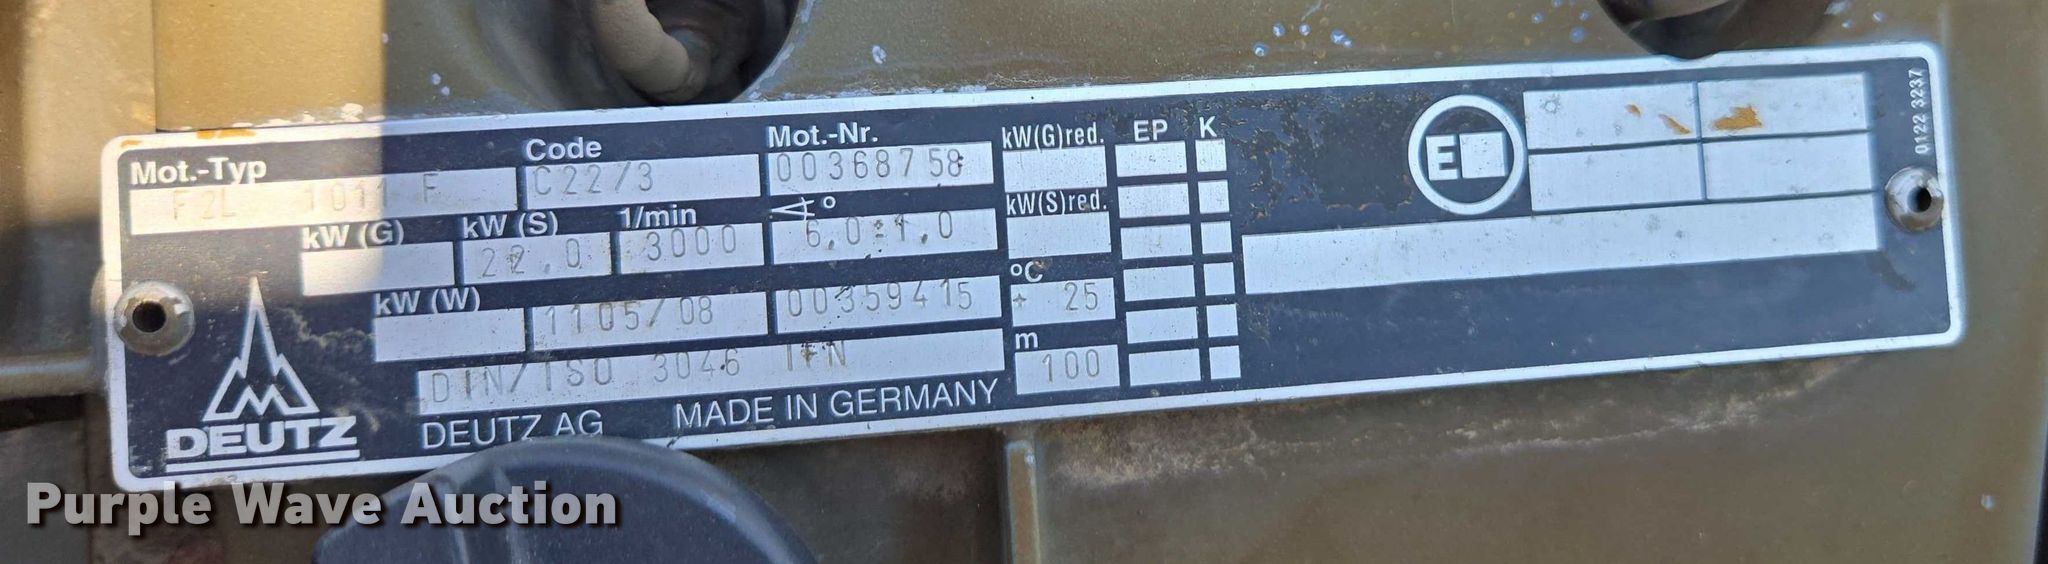 Mot.-Typ Code Mot.-Nr. kW(G)red. EP K
F2L 1011 F C22/3 00368758
kW (G) kW (S) 1/min ∢° kW(S)red.
22.0 3000 6,0±1,0
kW (W) °C
1105/08 00359415 + 25
DIN/ISO 3046 IFN m
100
DEUTZ DEUTZ AG MADE IN GERMANY
E
0122 3237
Purple Wave Auction